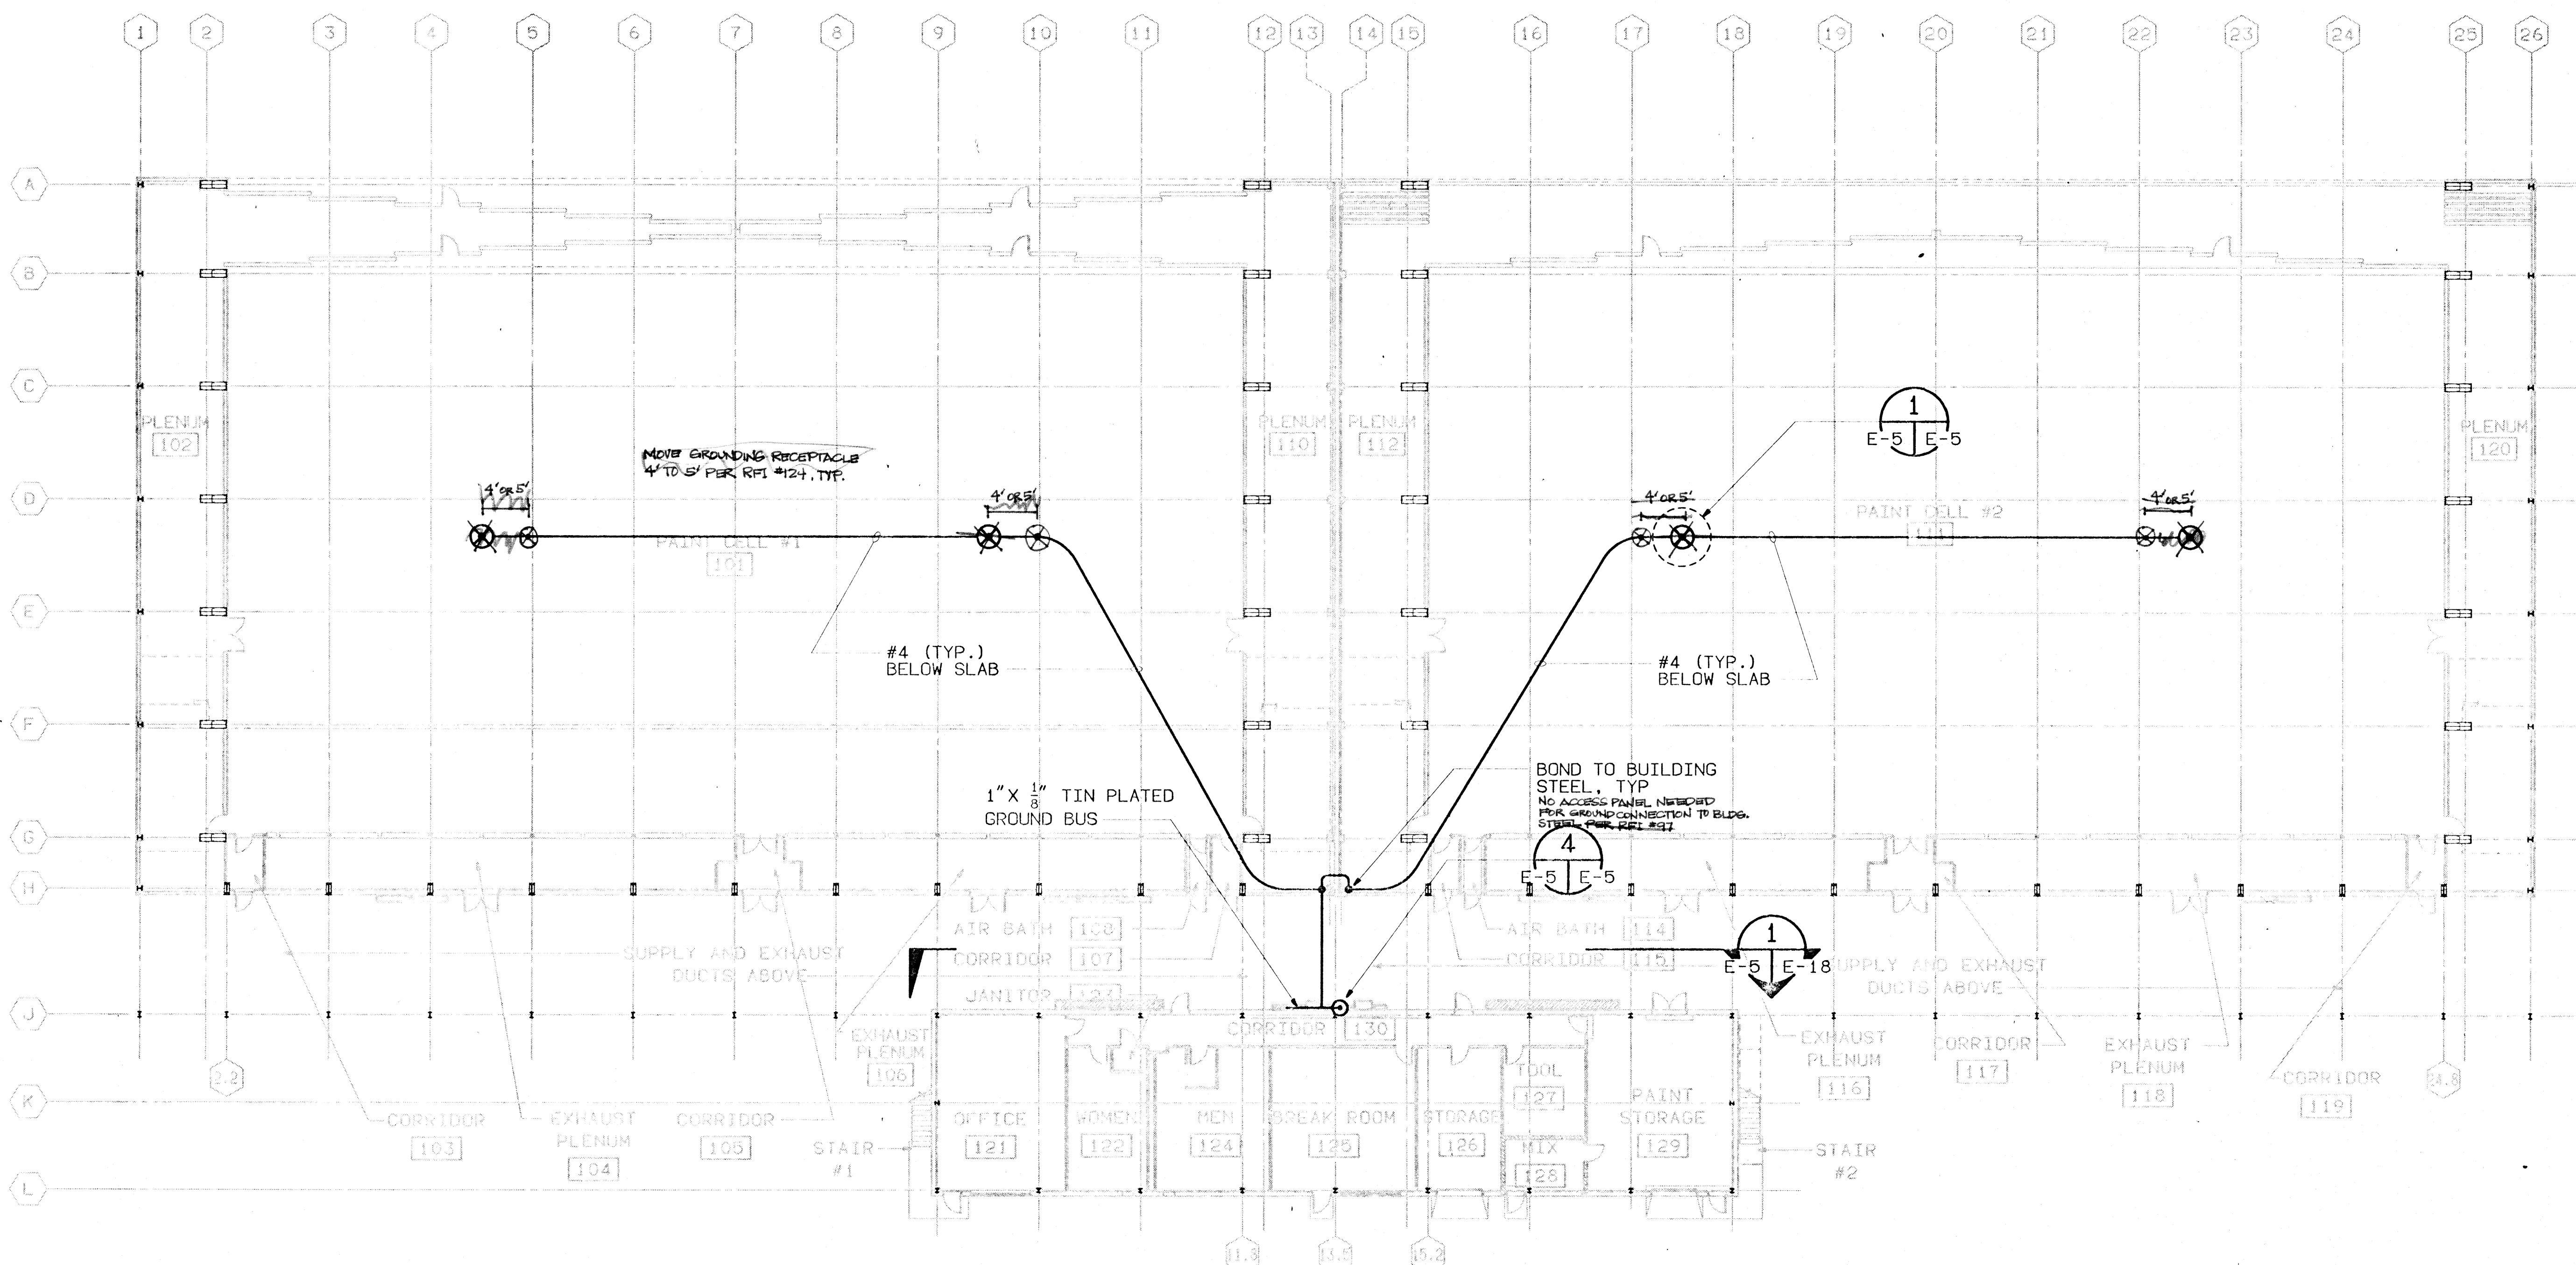 1 2 3 4 5 6 7 8 9 10 11 12 13 14 15 16 17 18 19 20 21 22 23 24 25 26
A
B
C
D
E
F
G
H
J
K
L
PLENUM
102
PLENUM
110
PLENUM
112
PLENUM
120
MOVE GROUNDING RECEPTACLE
4' TO 5' PER RFI #124, TYP.
4' OR 5'
4' OR 5'
4' OR 5'
4' OR 5'
1
E-5 E-5
PAINT CELL #1
101
PAINT CELL #2
#4 (TYP.)
BELOW SLAB
#4 (TYP.)
BELOW SLAB
1" X 1/8" TIN PLATED
GROUND BUS
BOND TO BUILDING
STEEL, TYP
NO ACCESS PANEL NEEDED
FOR GROUND CONNECTION TO BLDG.
STEEL PER RFI #97
4
E-5 E-5
1
E-5 E-18
AIR BATH 108
CORRIDOR 107
JANITOR
AIR BATH 114
CORRIDOR 115
SUPPLY AND EXHAUST
DUCTS ABOVE
SUPPLY AND EXHAUST
DUCTS ABOVE
CORRIDOR 130
EXHAUST
PLENUM
106
EXHAUST
PLENUM
116
CORRIDOR
117
EXHAUST
PLENUM
118
CORRIDOR
119
2.2
24.8
CORRIDOR
103
EXHAUST
PLENUM
104
CORRIDOR
105
STAIR
#1
OFFICE
121
WOMEN
122
MEN
124
BREAK ROOM
125
STORAGE
126
TOOL
127
MIX
128
PAINT
STORAGE
129
STAIR
#2
11.8
13.5
15.2